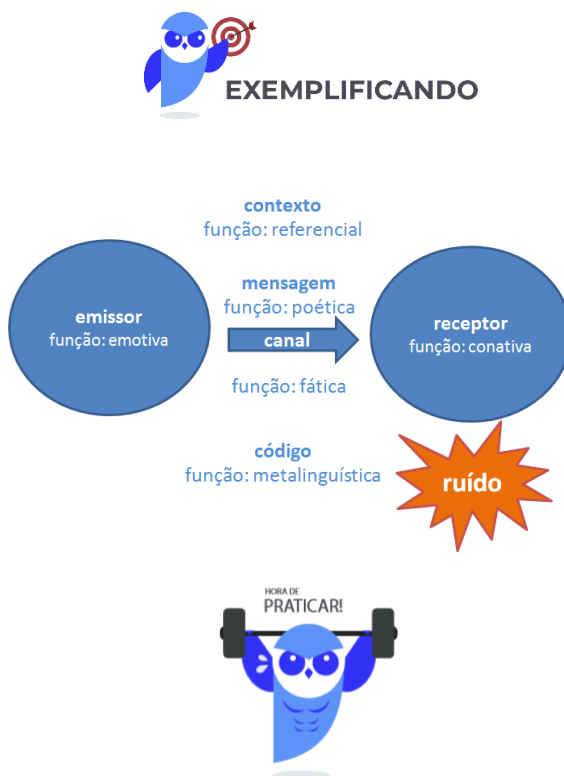 EXEMPLIFICANDO
contexto
função: referencial
mensagem
função: poética
emissor
função: emotiva
canal
receptor
função: conativa
função: fática
código
função: metalinguística
ruído
HORA DE
PRATICAR!